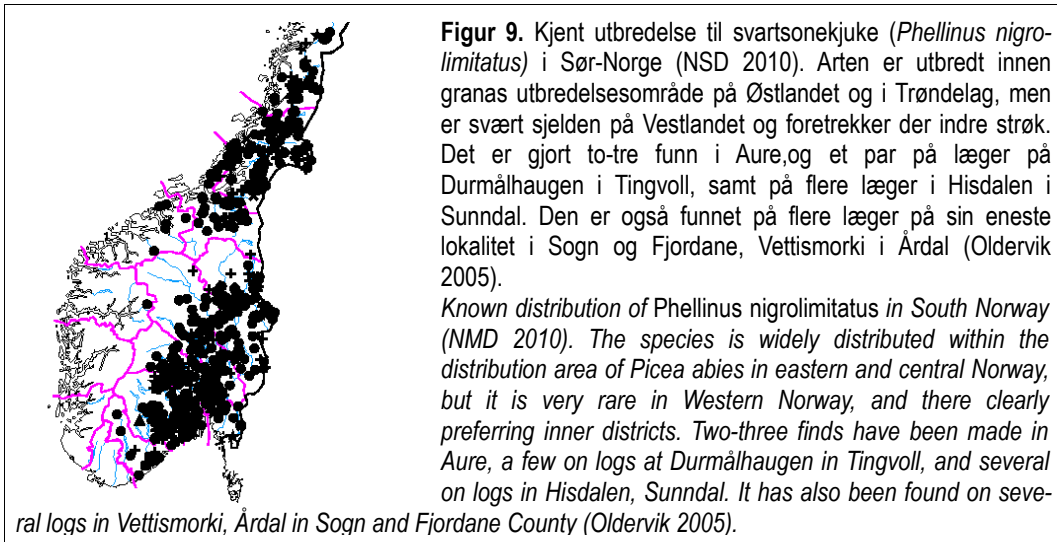 Figur 9. Kjent utbredelse til svartsonekjuke (Phellinus nigro-
limitatus) i Sør-Norge (NSD 2010). Arten er utbredt innen
granas utbredelsesområde på Østlandet og i Trøndelag, men
er svært sjelden på Vestlandet og foretrekker der indre strøk.
Det er gjort to-tre funn i Aure,og et par på læger på
Durmålhaugen i Tingvoll, samt på flere læger i Hisdalen i
Sunndal. Den er også funnet på flere læger på sin eneste
lokalitet i Sogn og Fjordane, Vettismorki i Årdal (Oldervik
2005).
Known distribution of Phellinus nigrolimitatus in South Norway
(NMD 2010). The species is widely distributed within the
distribution area of Picea abies in eastern and central Norway,
but it is very rare in Western Norway, and there clearly
preferring inner districts. Two-three finds have been made in
Aure, a few on logs at Durmålhaugen in Tingvoll, and several
on logs in Hisdalen, Sunndal. It has also been found on seve-
ral logs in Vettismorki, Årdal in Sogn and Fjordane County (Oldervik 2005).